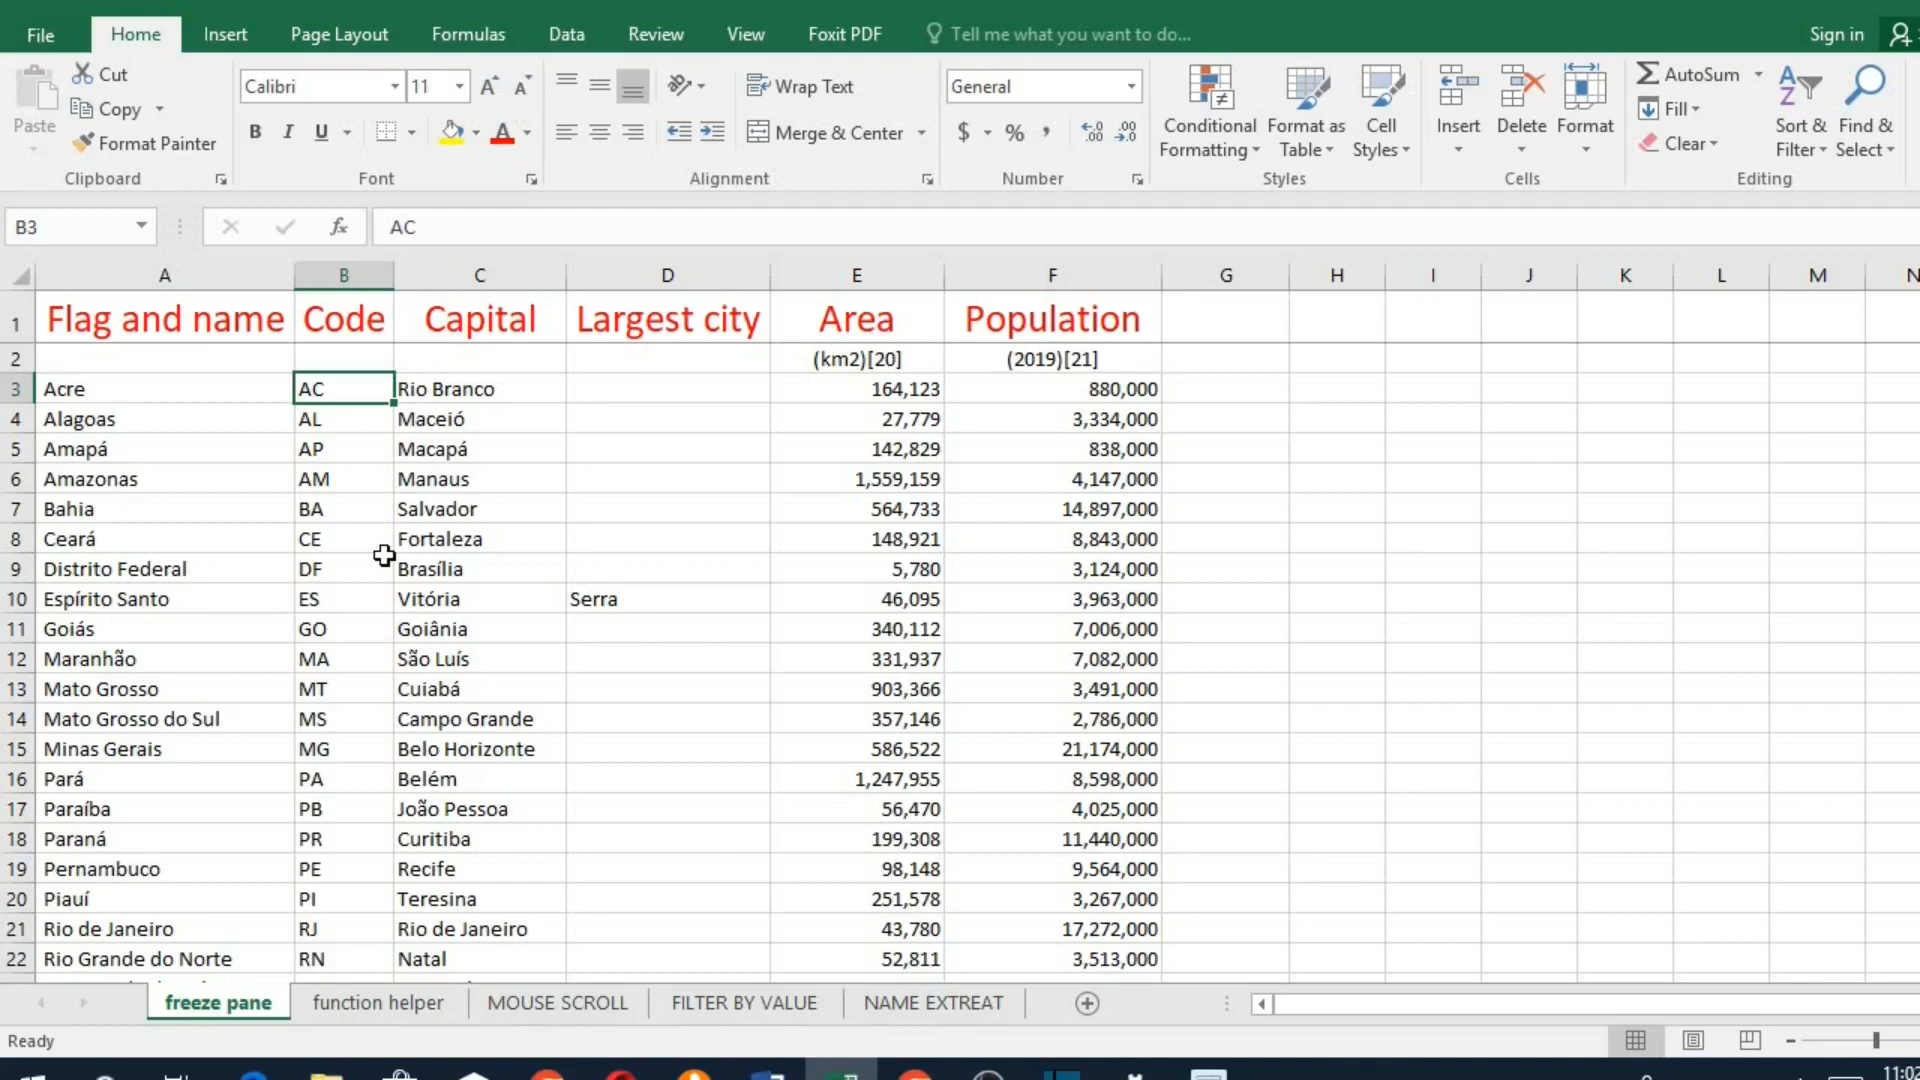 File Home Insert Page Layout Formulas Data Review View Foxit PDF Tell me what you want to do... Sign in
Paste Cut Copy Format Painter
Clipboard
Calibri 11
B I U A
Font
Wrap Text
Merge & Center
Alignment
General
$ % ,
Number
Conditional Formatting Format as Table Cell Styles
Styles
Insert Delete Format
Cells
AutoSum
Fill
Clear
Sort & Filter Find & Select
Editing
B3 fx AC
A B C D E F G H I J K L M N
1 Flag and name Code Capital Largest city Area Population
2 (km2)[20] (2019)[21]
3 Acre AC Rio Branco 164,123 880,000
4 Alagoas AL Maceió 27,779 3,334,000
5 Amapá AP Macapá 142,829 838,000
6 Amazonas AM Manaus 1,559,159 4,147,000
7 Bahia BA Salvador 564,733 14,897,000
8 Ceará CE Fortaleza 148,921 8,843,000
9 Distrito Federal DF Brasília 5,780 3,124,000
10 Espírito Santo ES Vitória Serra 46,095 3,963,000
11 Goiás GO Goiânia 340,112 7,006,000
12 Maranhão MA São Luís 331,937 7,082,000
13 Mato Grosso MT Cuiabá 903,366 3,491,000
14 Mato Grosso do Sul MS Campo Grande 357,146 2,786,000
15 Minas Gerais MG Belo Horizonte 586,522 21,174,000
16 Pará PA Belém 1,247,955 8,598,000
17 Paraíba PB João Pessoa 56,470 4,025,000
18 Paraná PR Curitiba 199,308 11,440,000
19 Pernambuco PE Recife 98,148 9,564,000
20 Piauí PI Teresina 251,578 3,267,000
21 Rio de Janeiro RJ Rio de Janeiro 43,780 17,272,000
22 Rio Grande do Norte RN Natal 52,811 3,513,000
freeze pane function helper MOUSE SCROLL FILTER BY VALUE NAME EXTREAT
Ready
11:02